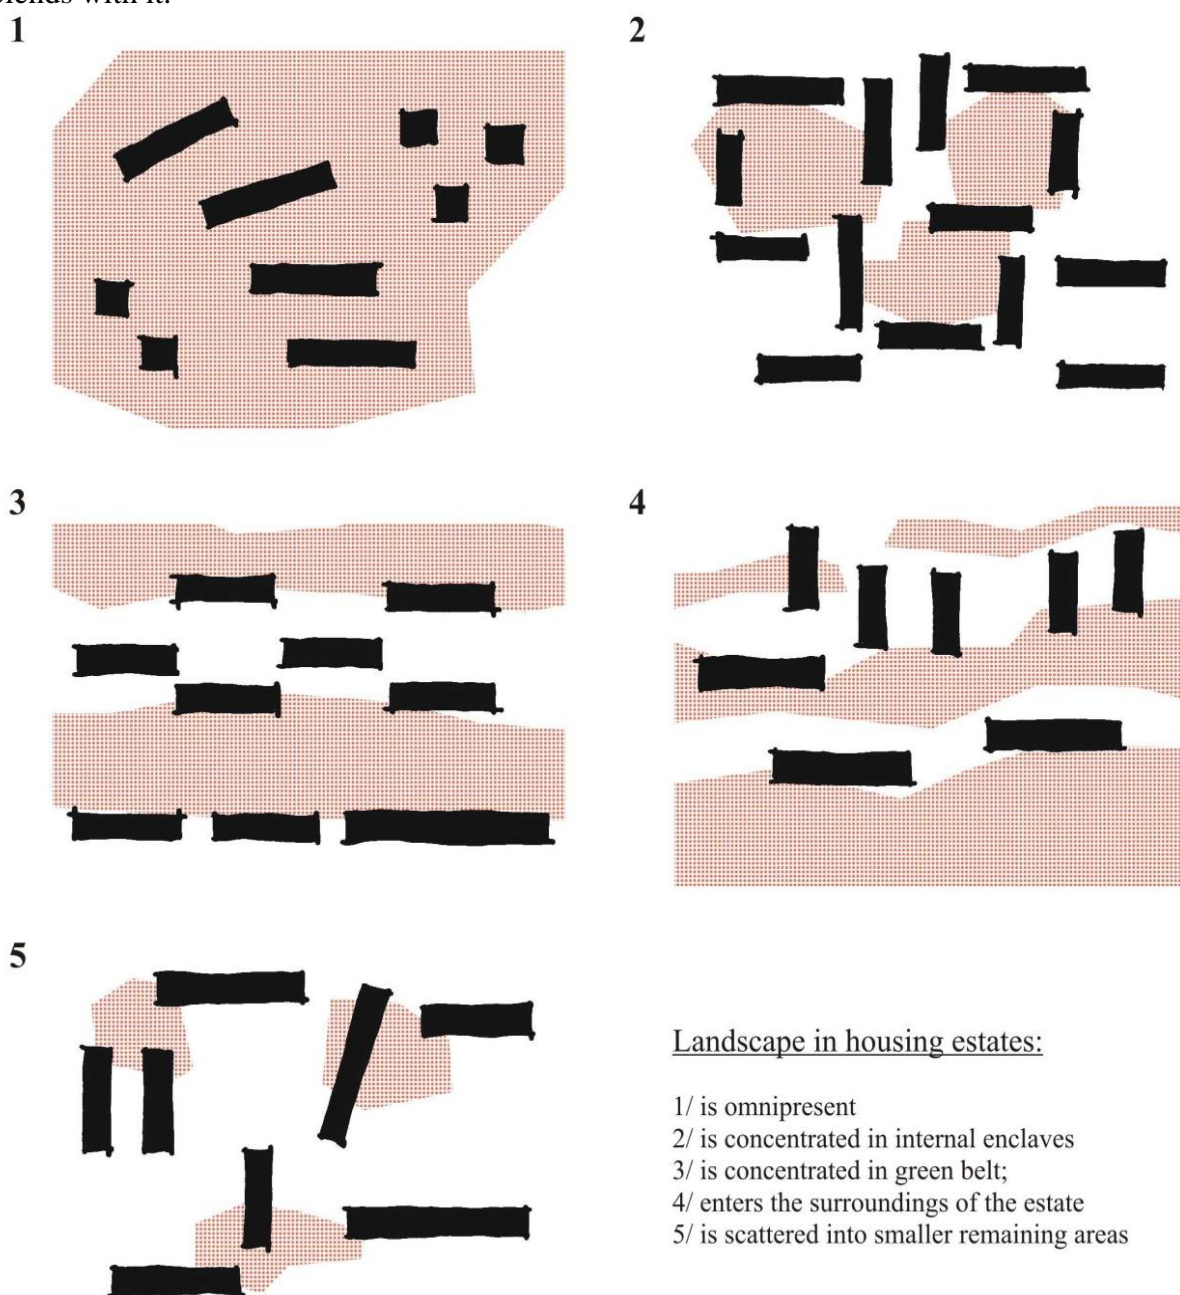 blends with it.
1
2
3
4
5
Landscape in housing estates:
1/ is omnipresent
2/ is concentrated in internal enclaves
3/ is concentrated in green belt;
4/ enters the surroundings of the estate
5/ is scattered into smaller remaining areas